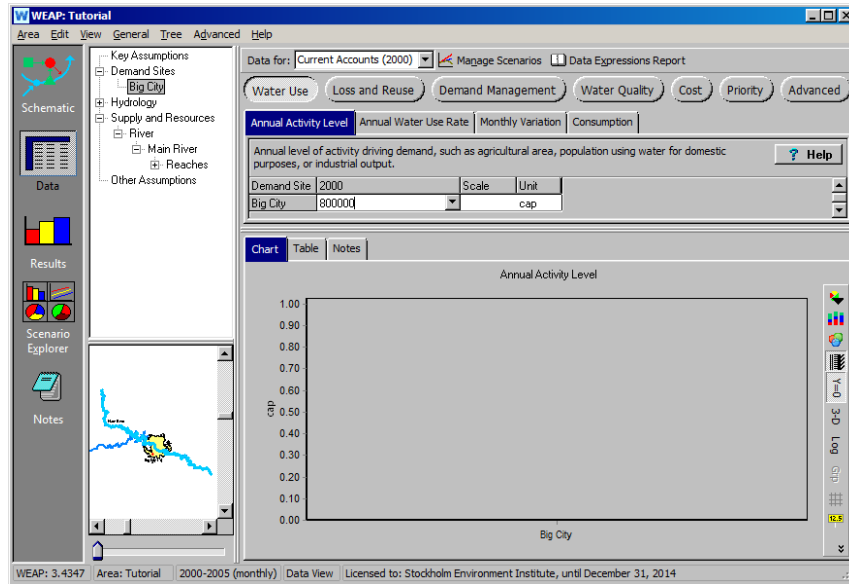 WEAP: Tutorial
Area Edit View General Tree Advanced Help
Schematic
Data
Results
Scenario
Explorer
Notes
Key Assumptions
Demand Sites
Big City
Hydrology
Supply and Resources
River
Main River
Reaches
Other Assumptions
Data for: Current Accounts (2000) Manage Scenarios Data Expressions Report
Water Use Loss and Reuse Demand Management Water Quality Cost Priority Advanced
Annual Activity Level Annual Water Use Rate Monthly Variation Consumption
Annual level of activity driving demand, such as agricultural area, population using water for domestic
purposes, or industrial output.
? Help
Demand Site 2000 Scale Unit
Big City 800000 cap
Chart Table Notes
Annual Activity Level
1.00
0.90
0.80
0.70
0.60
0.50
0.40
0.30
0.20
0.10
0.00
cap
Big City
Y=0
3-D
Log
Grp
12.5
WEAP: 3.4347 Area: Tutorial 2000-2005 (monthly) Data View Licensed to: Stockholm Environment Institute, until December 31, 2014